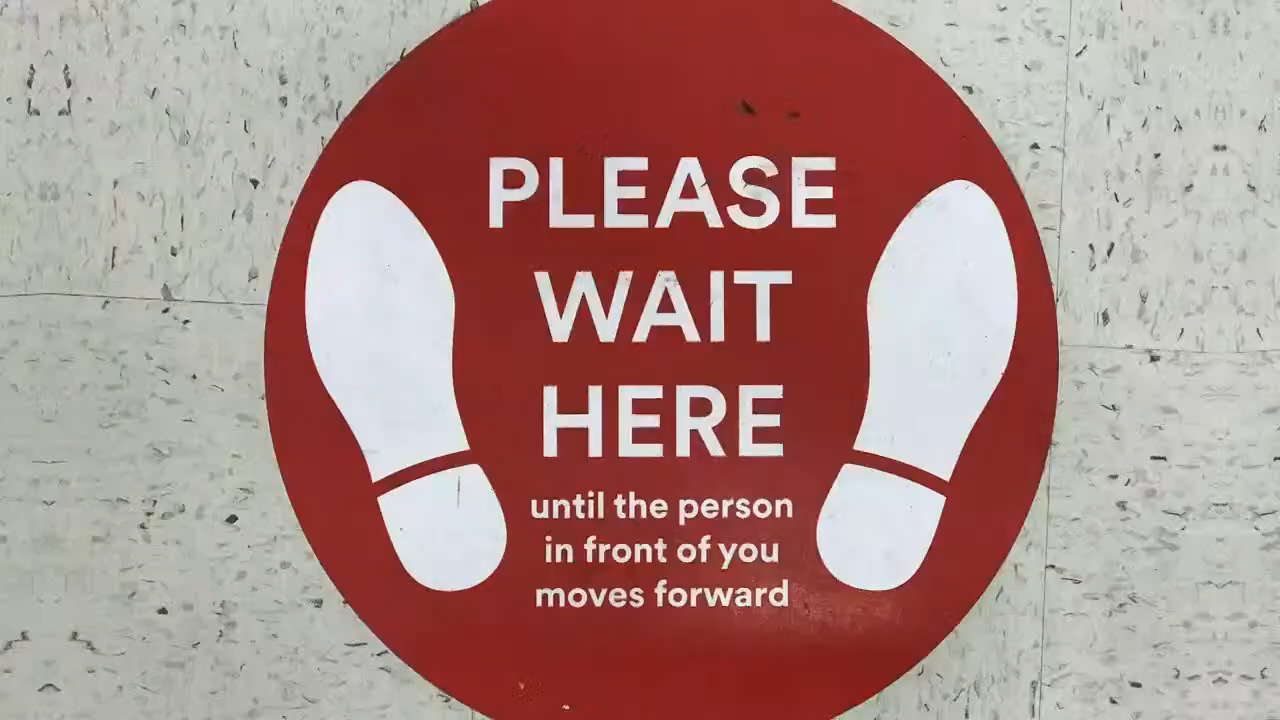 PLEASE
WAIT
HERE
until the person
in front of you
moves forward